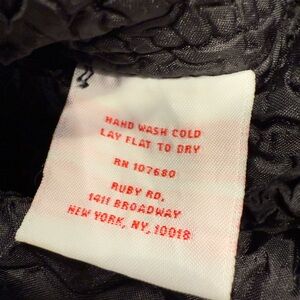 HAND WASH COLD
LAY FLAT TO DRY
RN 107680
RUBY RD.
1411 BROADWAY
NEW YORK, NY, 10018